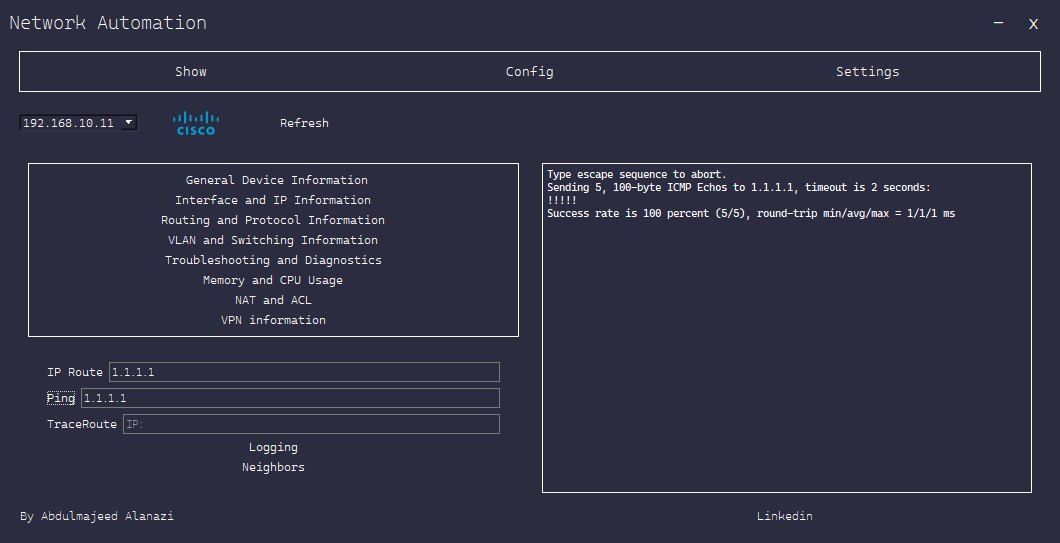 Network Automation
− x
Show Config Settings
192.168.10.11 CISCO Refresh
General Device Information
Interface and IP Information
Routing and Protocol Information
VLAN and Switching Information
Troubleshooting and Diagnostics
Memory and CPU Usage
NAT and ACL
VPN information
IP Route 1.1.1.1
Ping 1.1.1.1
TraceRoute IP:
Logging
Neighbors
Type escape sequence to abort.
Sending 5, 100-byte ICMP Echos to 1.1.1.1, timeout is 2 seconds:
!!!!!
Success rate is 100 percent (5/5), round-trip min/avg/max = 1/1/1 ms
By Abdulmajeed Alanazi
Linkedin